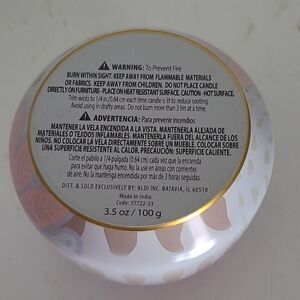 ⚠ WARNING: To Prevent Fire
BURN WITHIN SIGHT. KEEP AWAY FROM FLAMMABLE MATERIALS
OR FABRICS. KEEP AWAY FROM CHILDREN. DO NOT PLACE CANDLE
DIRECTLY ON FURNITURE- PLACE ON HEAT RESISTANT SURFACE. CAUTION -HOT SURFACE.
Trim wicks to 1/4 in./0.64 cm each time candle is lit to reduce sooting.
Avoid using in drafty areas. Do not burn more than 3 hrs at a time.
⚠ ADVERTENCIA: Para prevenir Incendios
MANTENER LA VELA ENCENDIDA A LA VISTA. MANTENERLA ALEJADA DE
MATERIALES O TEJIDOS INFLAMABLES. MANTENERLA FUERA DEL ALCANCE DE LOS
NIÑOS. NO COLOCAR LA VELA DIRECTAMENTE SOBRE UN MUEBLE. COLOCAR SOBRE
UNA SUPERFICIE RESISTENTE AL CALOR. PRECAUCIÓN: SUPERFICIE CALIENTE.
Corte el pabilo a 1/4 pulgada (0.64 cm) cada vez que la encienda
para evitar que haga humo. No la use en areas con corrientes
de aire. No la mantenga encendida por más de 3 horas seguidas.
DIST. & SOLD EXCLUSIVELY BY: ALDI INC. BATAVIA, IL 60510
Made in India
Code: 57722-23
3.5 oz / 100 g